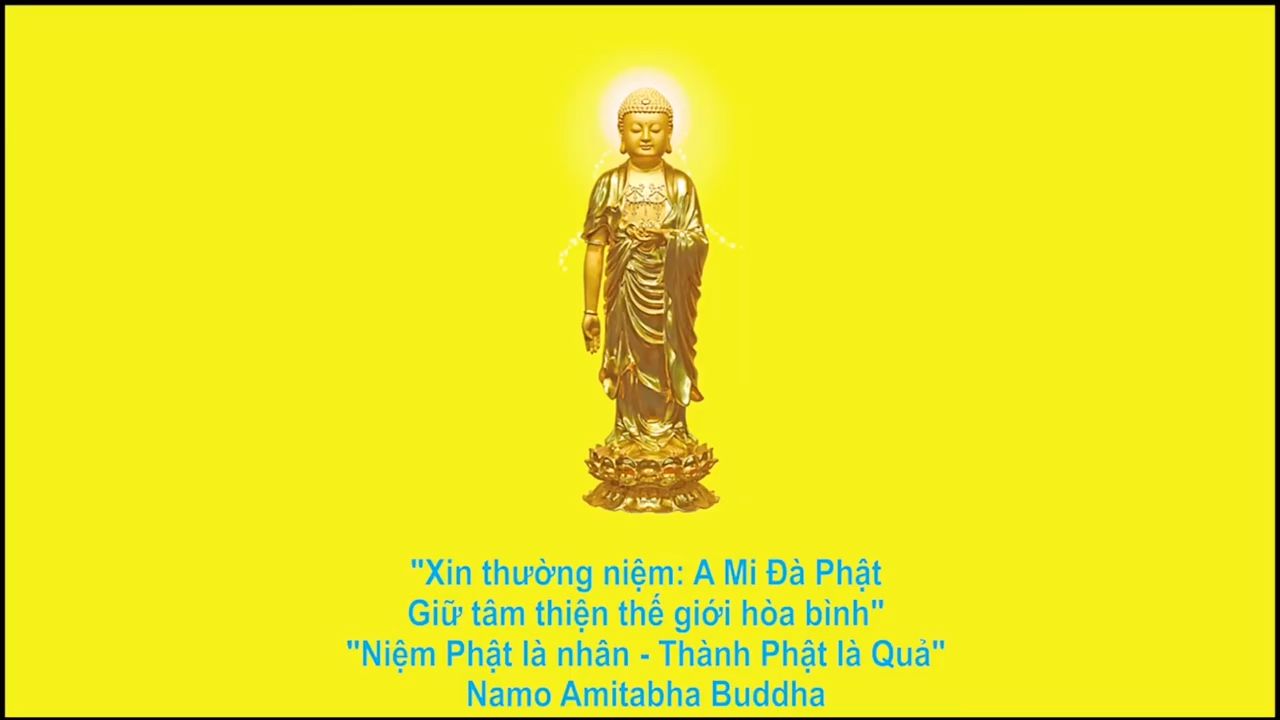 "Xin thường niệm: A Mi Đà Phật
Giữ tâm thiện thế giới hòa bình"
"Niệm Phật là nhân - Thành Phật là Quả"
Namo Amitabha Buddha